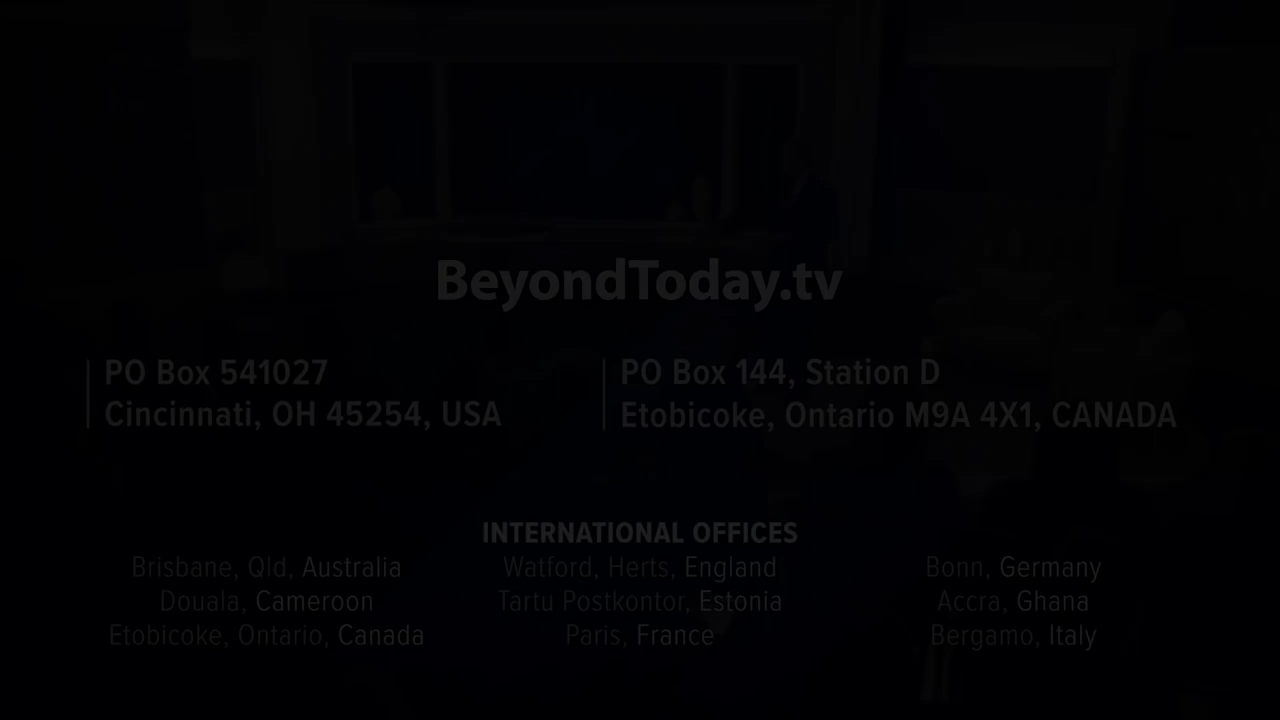 BeyondToday.tv
PO Box 541027
Cincinnati, OH 45254, USA
PO Box 144, Station D
Etobicoke, Ontario M9A 4X1, CANADA
INTERNATIONAL OFFICES
Brisbane, Qld, Australia
Douala, Cameroon
Etobicoke, Ontario, Canada
Watford, Herts, England
Tartu Postkontor, Estonia
Paris, France
Bonn, Germany
Accra, Ghana
Bergamo, Italy